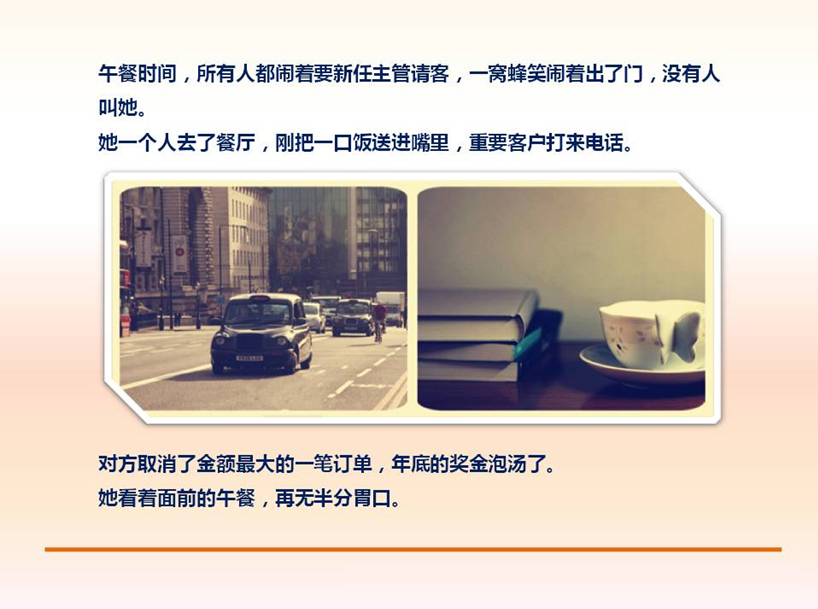 午餐时间，所有人都闹着要新任主管请客，一窝蜂笑闹着出了门，没有人
叫她。
她一个人去了餐厅，刚把一口饭送进嘴里，重要客户打来电话。
对方取消了金额最大的一笔订单，年底的奖金泡汤了。
她看着面前的午餐，再无半分胃口。